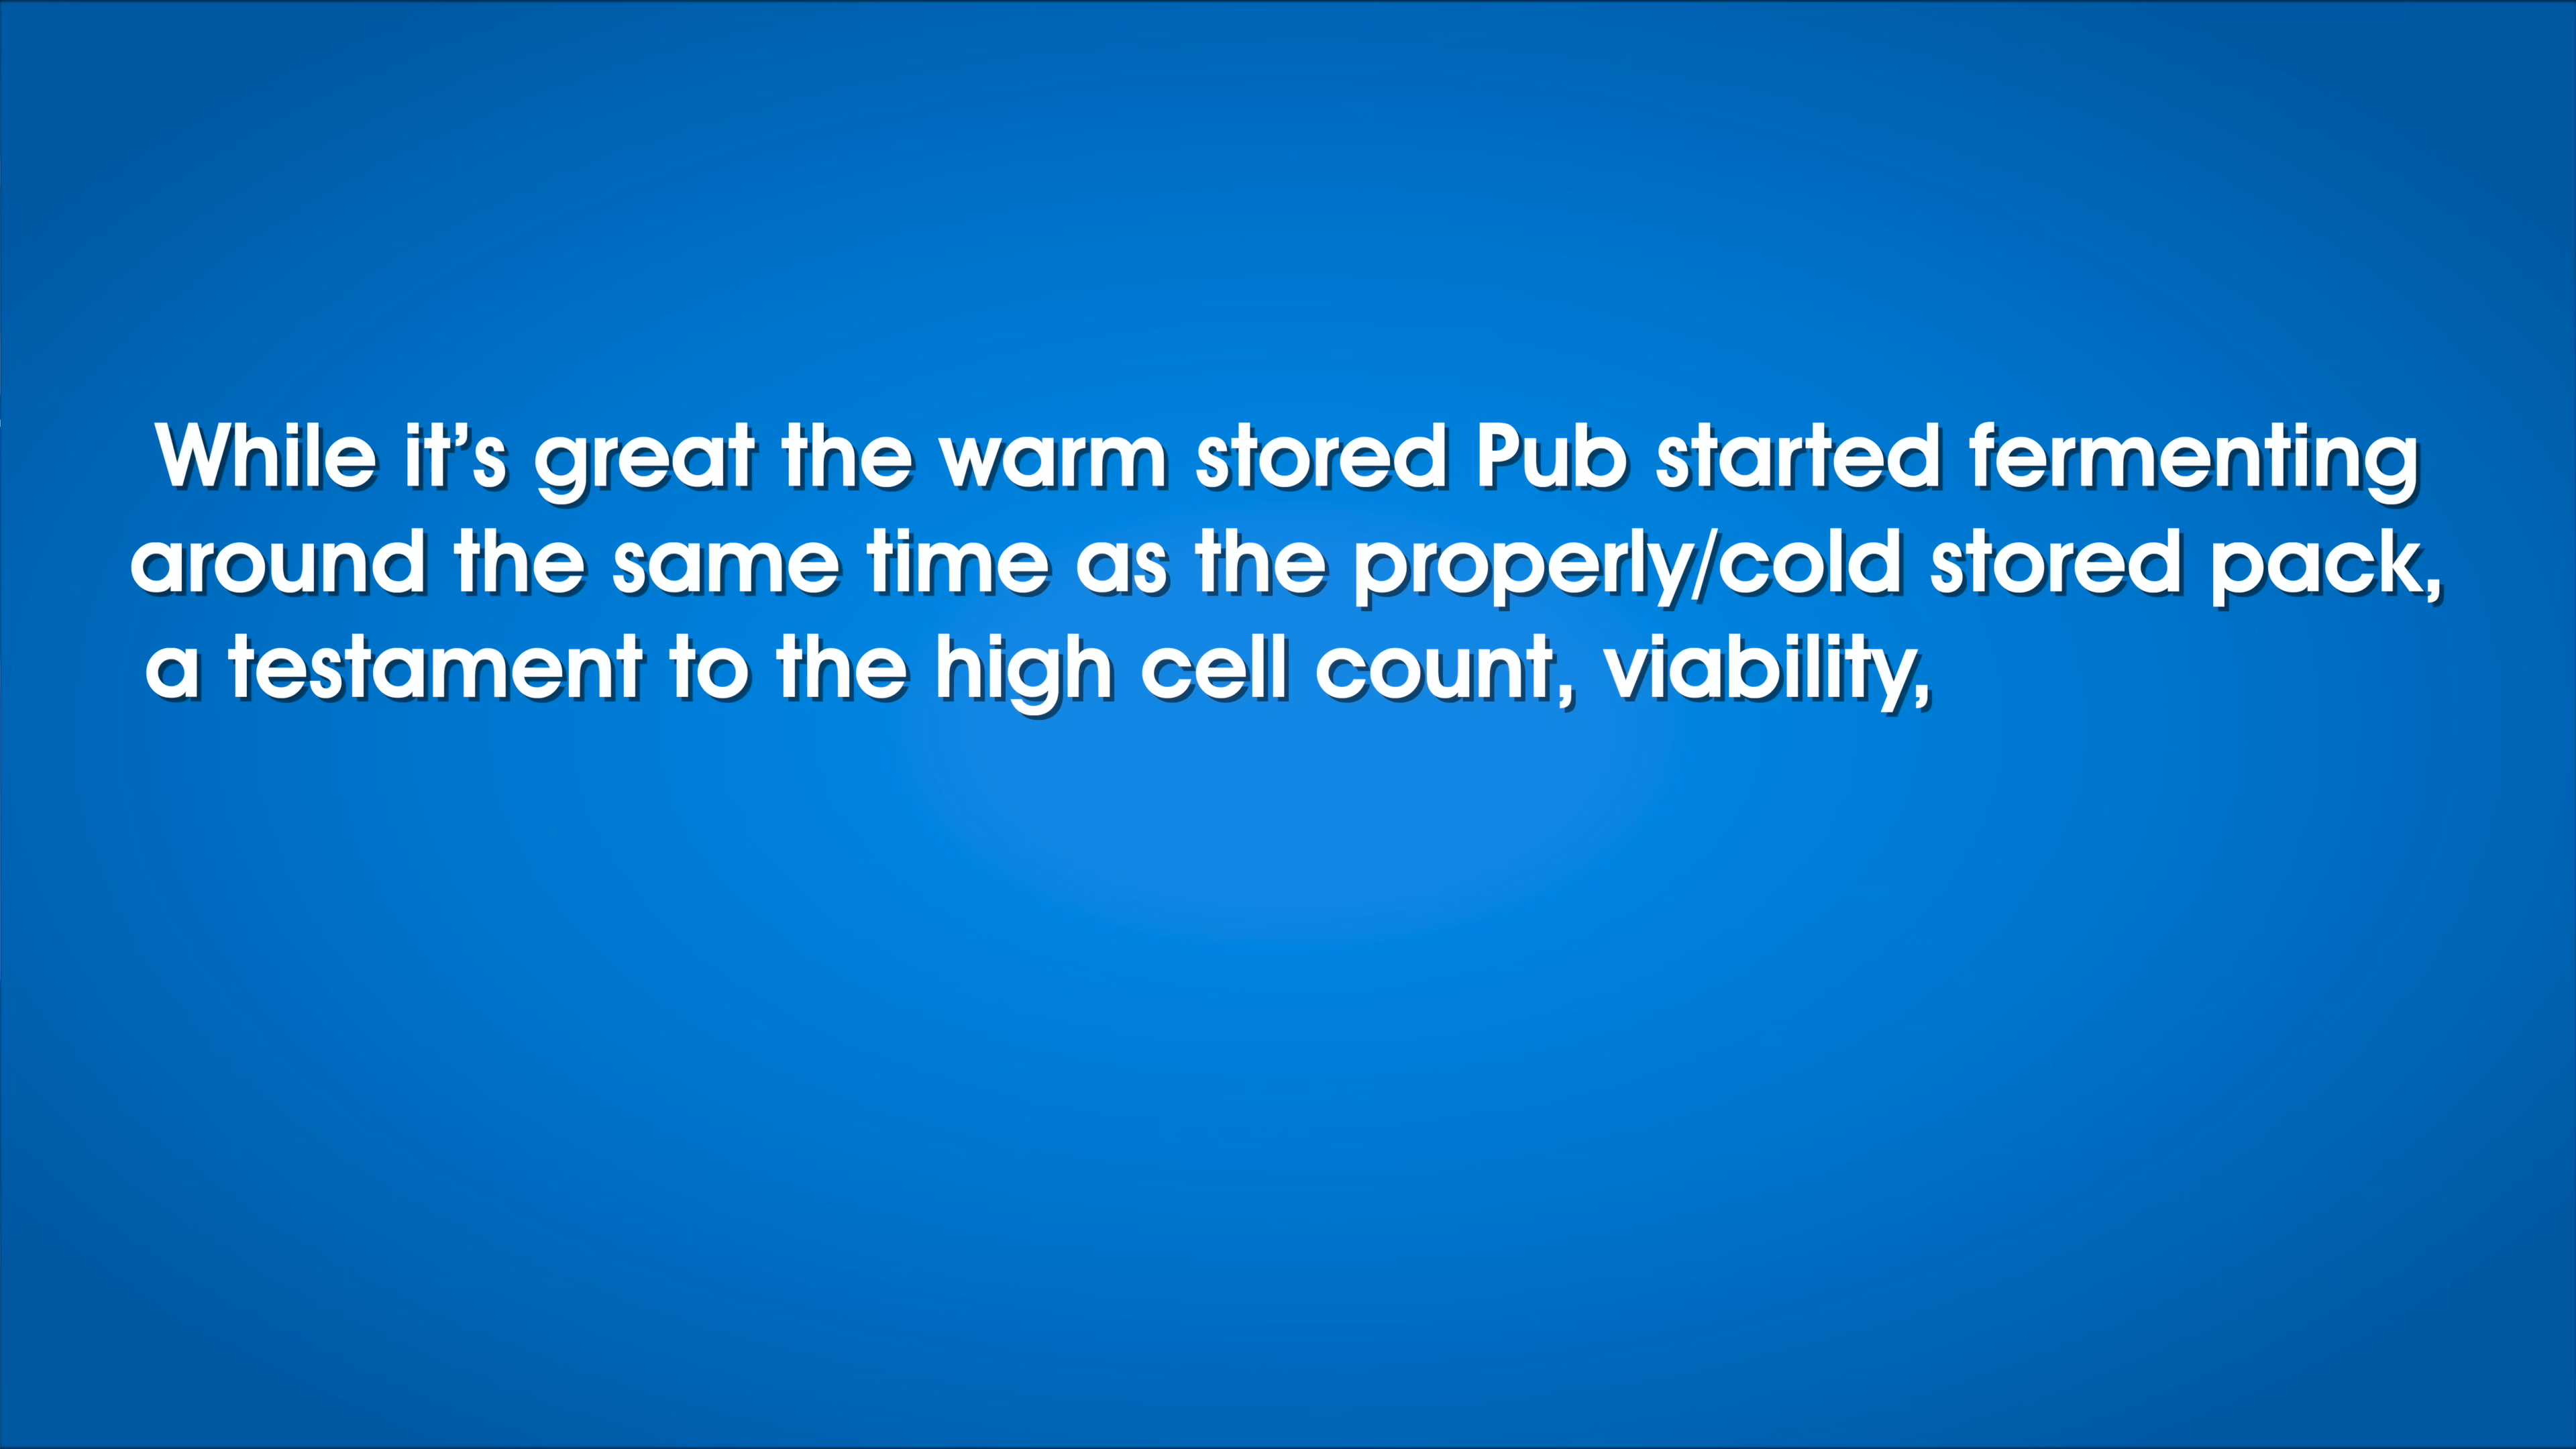 While it’s great the warm stored Pub started fermenting
around the same time as the properly/cold stored pack,
a testament to the high cell count, viability,